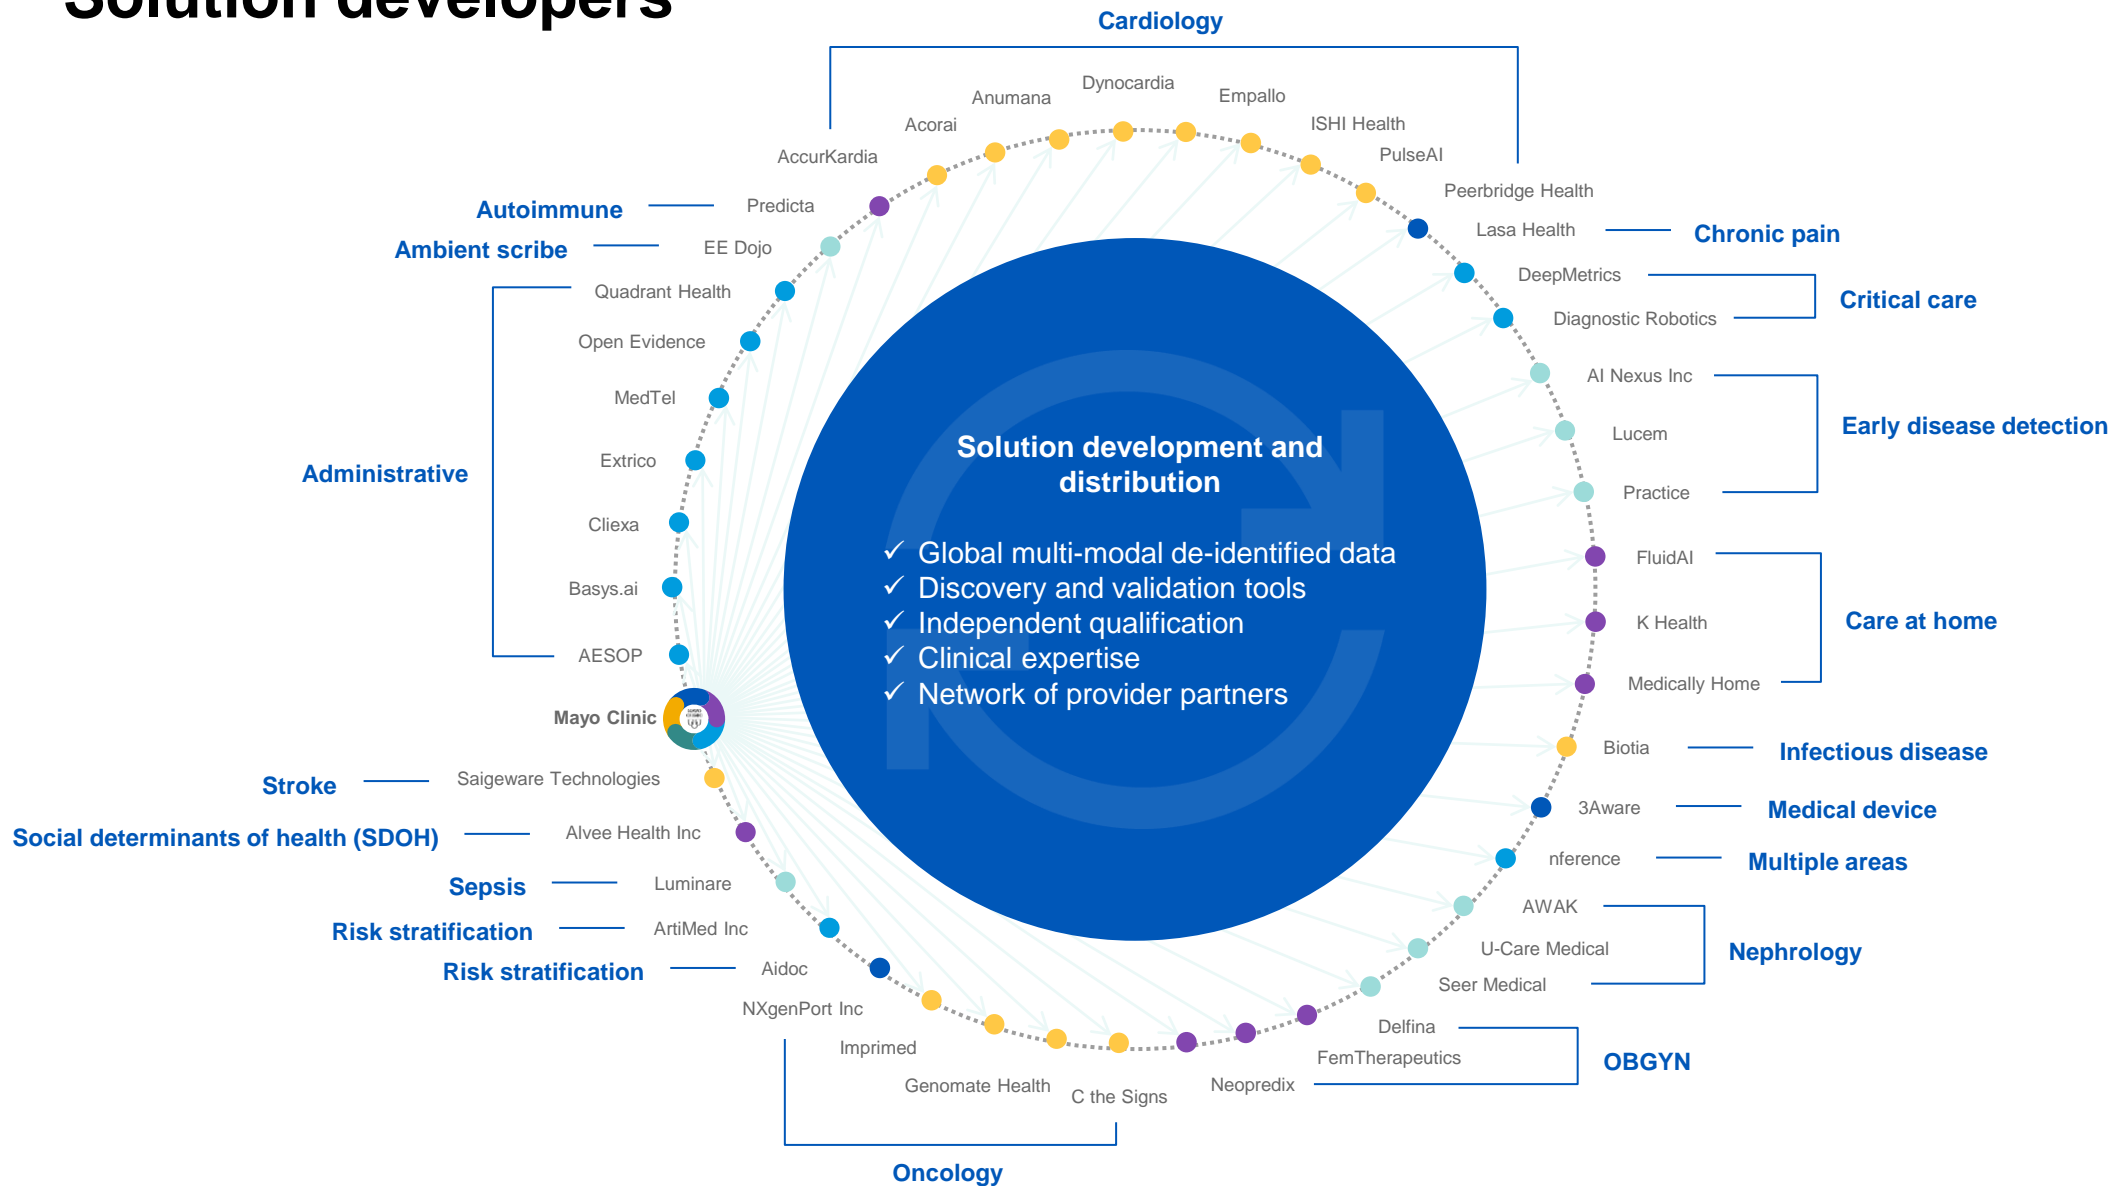 Solution developers
Cardiology
Dynocardia
Anumana
Empallo
Acorai
ISHI Health
AccurKardia
PulseAI
Peerbridge Health
Autoimmune
Predicta
Lasa Health
Chronic pain
Ambient scribe
EE Dojo
DeepMetrics
Critical care
Quadrant Health
Diagnostic Robotics
Open Evidence
AI Nexus Inc
MedTel
Early disease detection
Lucem
Extrico
Administrative
Practice
Cliexa
FluidAI
Basys.ai
K Health
Care at home
AESOP
Medically Home
Solution development and
distribution
✓ Global multi-modal de-identified data
✓ Discovery and validation tools
✓ Independent qualification
✓ Clinical expertise
✓ Network of provider partners
Mayo Clinic
Biotia
Infectious disease
Stroke
Saigeware Technologies
3Aware
Medical device
Social determinants of health (SDOH)
Alvee Health Inc
nference
Multiple areas
Sepsis
Luminare
AWAK
Risk stratification
ArtiMed Inc
U-Care Medical
Nephrology
Risk stratification
Aidoc
Seer Medical
NXgenPort Inc
Delfina
Imprimed
FemTherapeutics
OBGYN
Genomate Health
C the Signs
Neopredix
Oncology